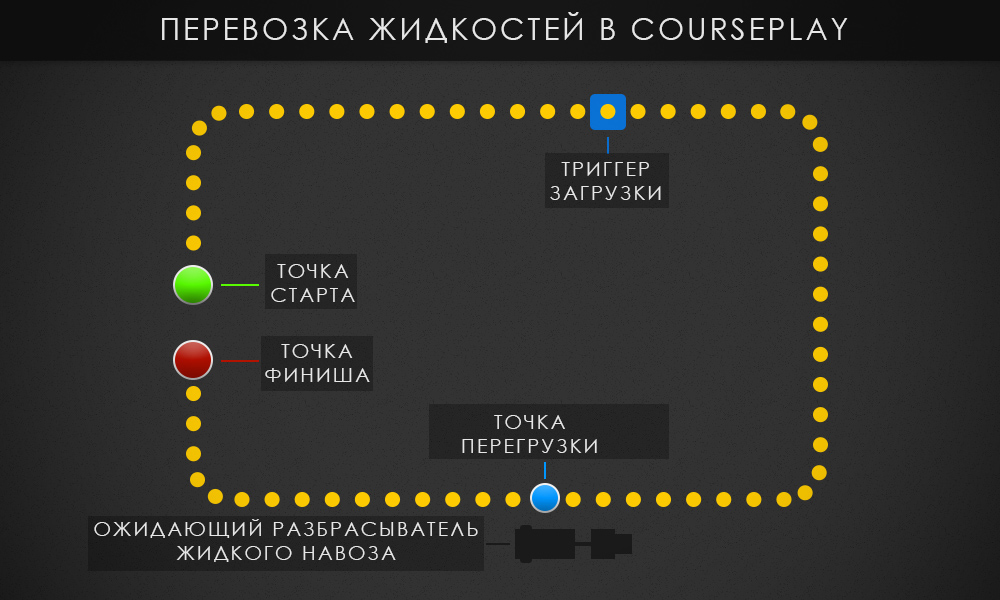 ПЕРЕВОЗКА ЖИДКОСТЕЙ В COURSEPLAY
ТРИГГЕР
ЗАГРУЗКИ
ТОЧКА
СТАРТА
ТОЧКА
ФИНИША
ТОЧКА
ПЕРЕГРУЗКИ
ОЖИДАЮЩИЙ РАЗБРАСЫВАТЕЛЬ
ЖИДКОГО НАВОЗА